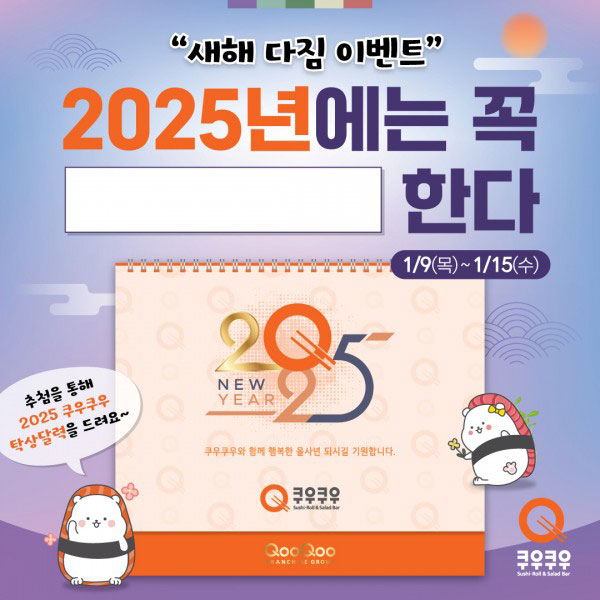 “새해 다짐 이벤트”
2025년에는 꼭
한다
1/9(목) ~ 1/15(수)
2025
NEW
YEAR
쿠우쿠우와 함께 행복한 을사년 되시길 기원합니다.
쿠우쿠우
Sushi·Roll & Salad Bar
QooQoo
RANCHISE GROU
추첨을 통해
2025 쿠우쿠우
탁상달력을 드려요~
쿠우쿠우
Sushi·Roll & Salad Bar